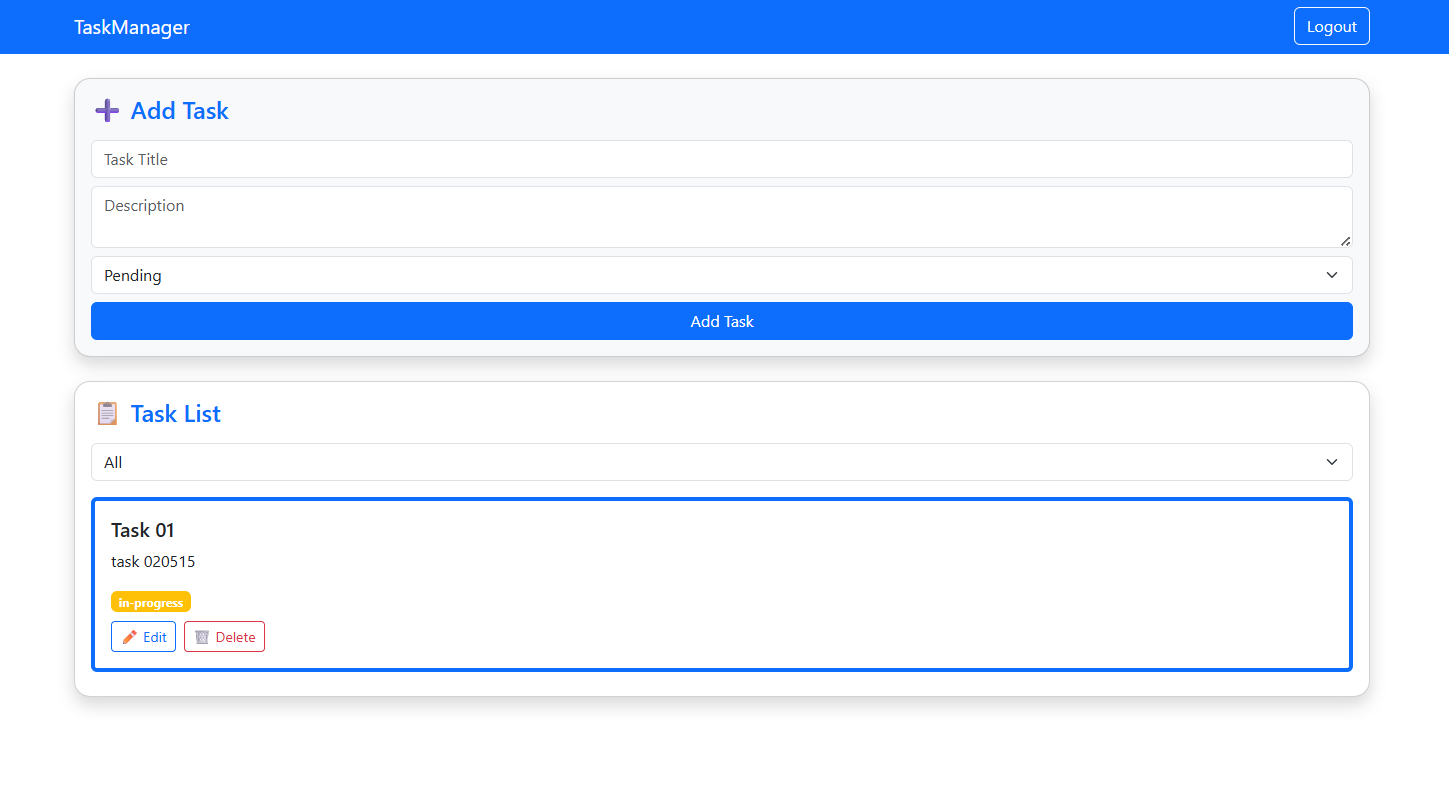 TaskManager
Logout
Add Task
Task Title
Description
Pending
Add Task
Task List
All
Task 01
task 020515
in-progress
Edit
Delete